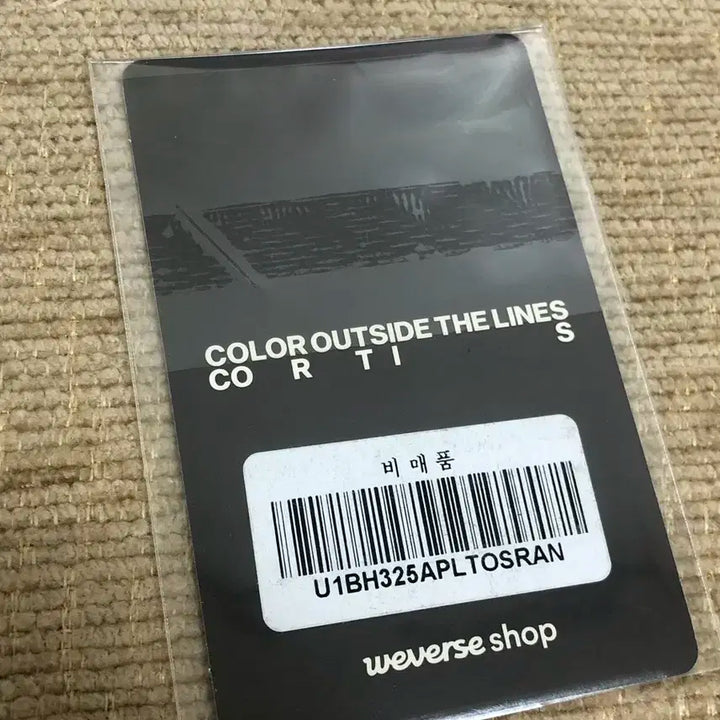 COLOR OUTSIDE THE LINES
CO R TI S
비매품
U1BH325APLTOSRAN
weverse shop